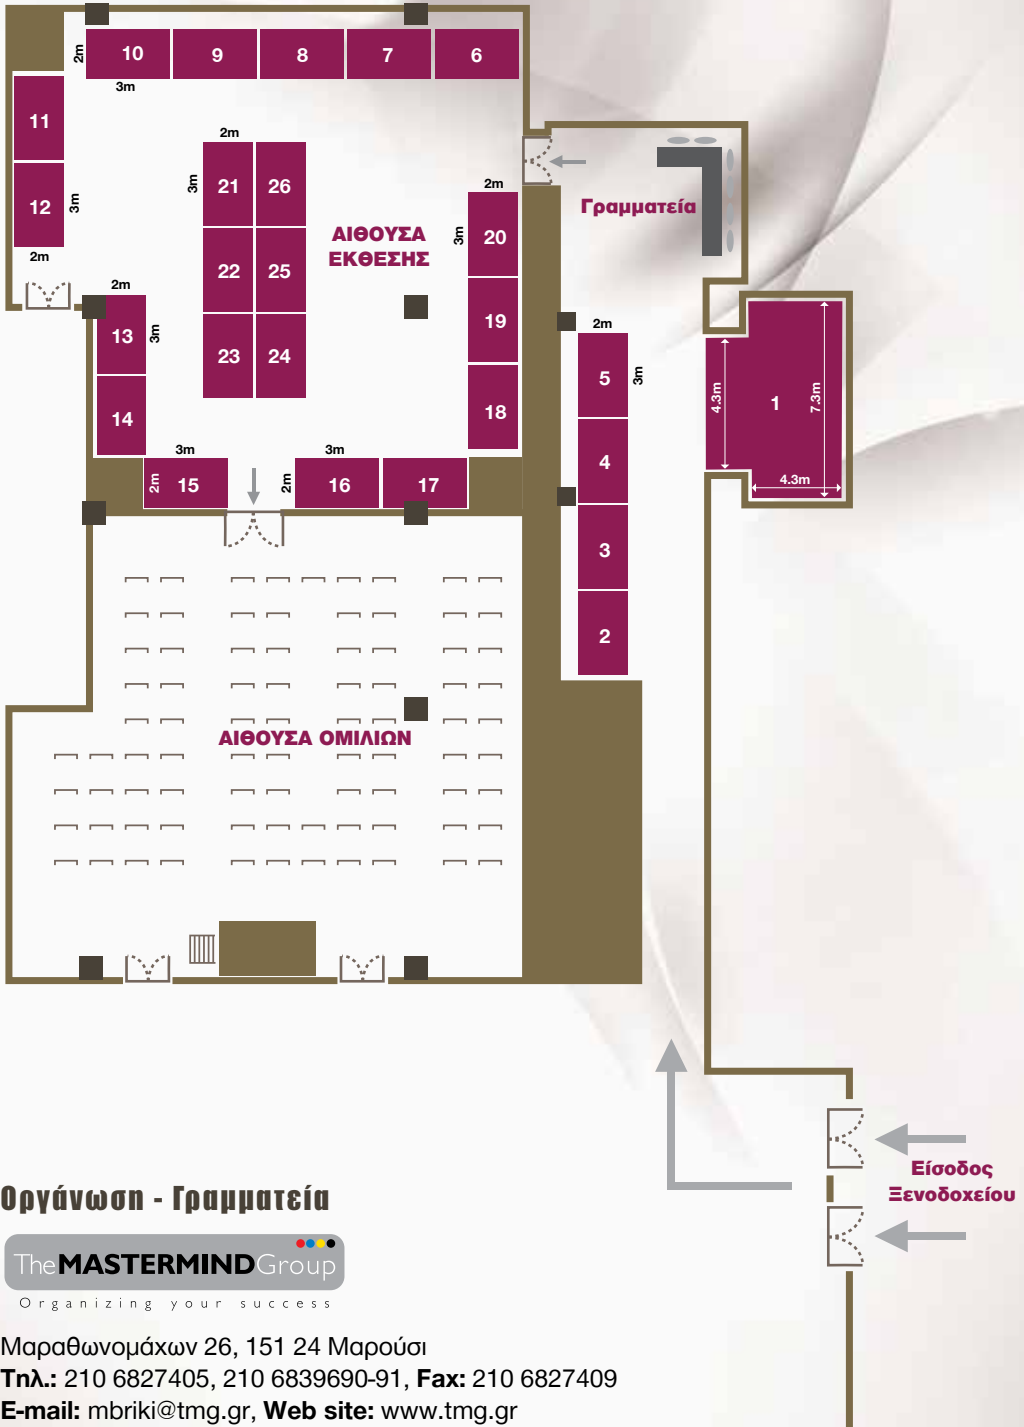 2m
10
9
8
7
6
3m
11
12
3m
2m
2m
3m
21
26
22
25
23
24
ΑΙΘΟΥΣΑ
ΕΚΘΕΣΗΣ
2m
3m
20
19
18
Γραμματεία
2m
13
3m
14
3m
2m
15
3m
2m
16
17
2m
5
3m
4
3
2
4.3m
1
7.3m
4.3m
ΑΙΘΟΥΣΑ ΟΜΙΛΙΩΝ
Είσοδος
Ξενοδοχείου
Οργάνωση - Γραμματεία
The MASTERMIND Group
Organizing your success
Μαραθωνομάχων 26, 151 24 Μαρούσι
Τηλ.: 210 6827405, 210 6839690-91, Fax: 210 6827409
E-mail: mbriki@tmg.gr, Web site: www.tmg.gr